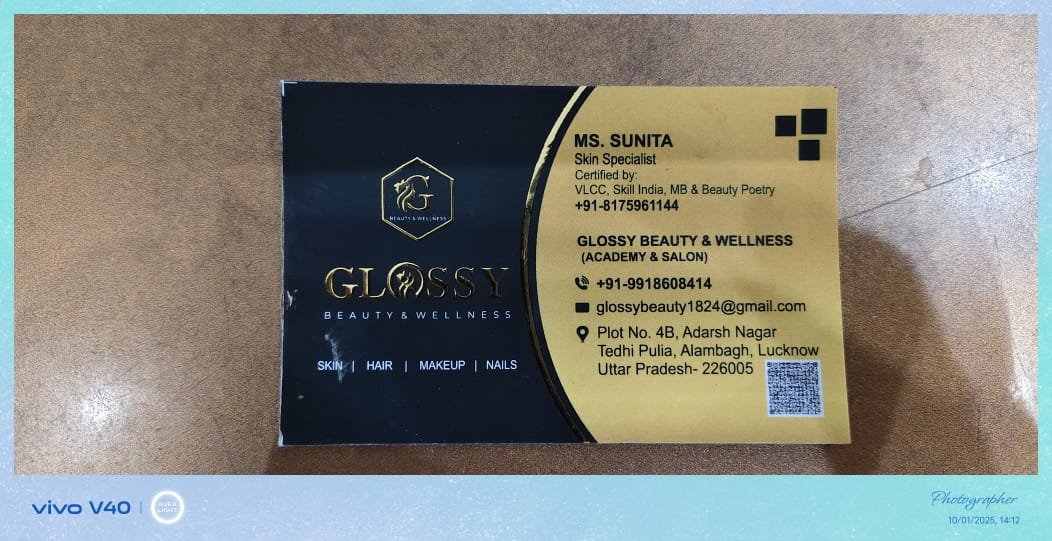 G
BEAUTY & WELLNESS
GLOSSY
BEAUTY & WELLNESS
SKIN | HAIR | MAKEUP | NAILS
MS. SUNITA
Skin Specialist
Certified by:
VLCC, Skill India, MB & Beauty Poetry
+91-8175961144
GLOSSY BEAUTY & WELLNESS
(ACADEMY & SALON)
+91-9918608414
glossybeauty1824@gmail.com
Plot No. 4B, Adarsh Nagar
Tedhi Pulia, Alambagh, Lucknow
Uttar Pradesh- 226005
vivo V40 | AURA LIGHT
Photographer
10/01/2025, 14:12